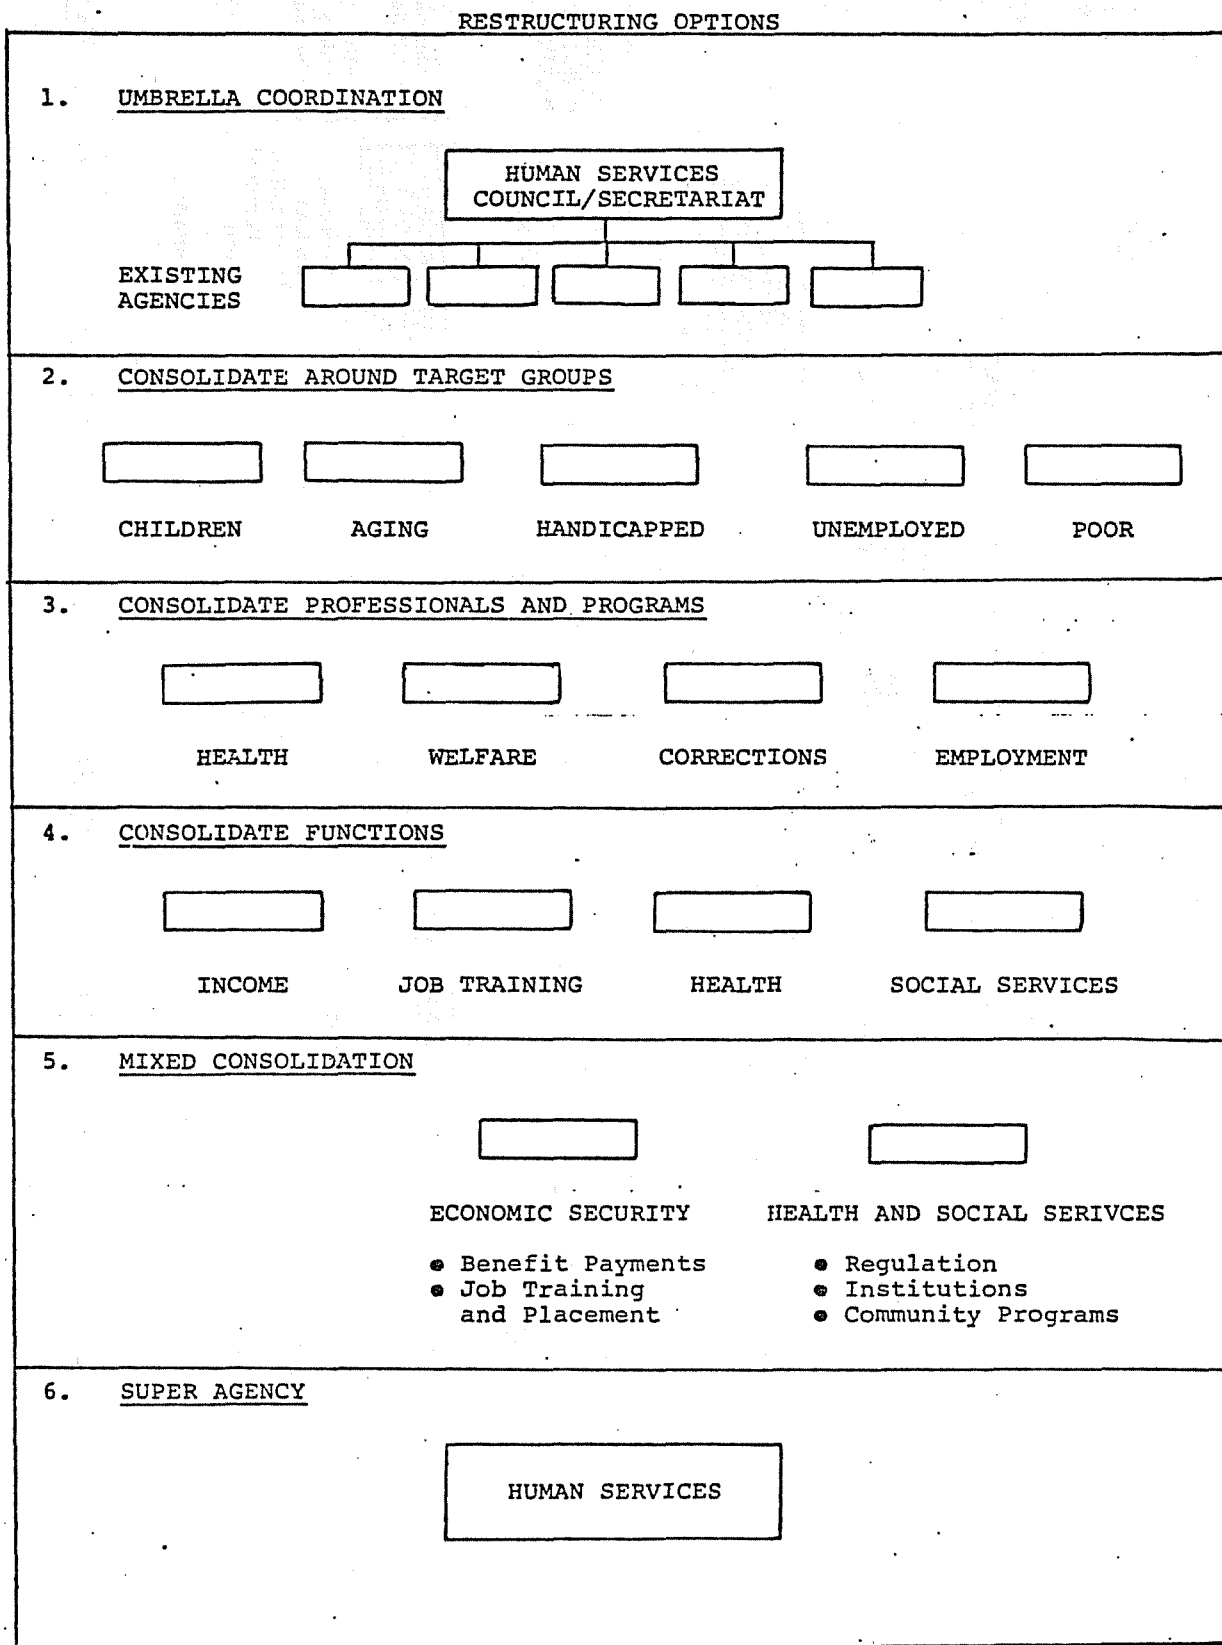 RESTRUCTURING OPTIONS
1. UMBRELLA COORDINATION
HUMAN SERVICES
COUNCIL/SECRETARIAT
EXISTING
AGENCIES
2. CONSOLIDATE AROUND TARGET GROUPS
CHILDREN AGING HANDICAPPED UNEMPLOYED POOR
3. CONSOLIDATE PROFESSIONALS AND PROGRAMS
HEALTH WELFARE CORRECTIONS EMPLOYMENT
4. CONSOLIDATE FUNCTIONS
INCOME JOB TRAINING HEALTH SOCIAL SERVICES
5. MIXED CONSOLIDATION
ECONOMIC SECURITY
● Benefit Payments
● Job Training
and Placement
HEALTH AND SOCIAL SERIVCES
● Regulation
● Institutions
● Community Programs
6. SUPER AGENCY
HUMAN SERVICES